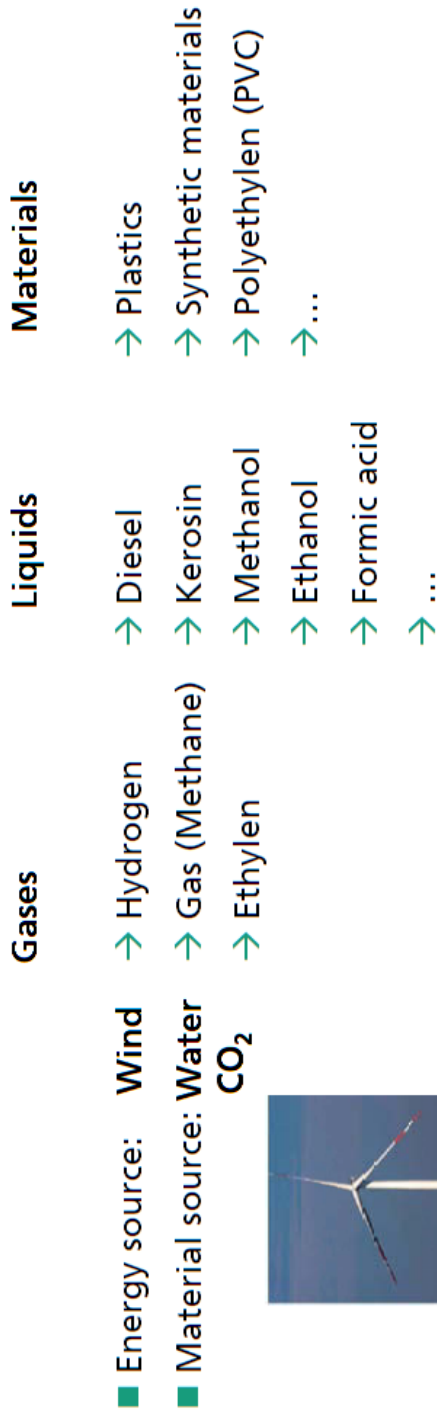 Gases Liquids Materials
■ Energy source: Wind → Hydrogen → Diesel → Plastics
■ Material source: Water → Gas (Methane) → Kerosin → Synthetic materials
CO₂ → Ethylen → Methanol → Polyethylen (PVC)
→ Ethanol → ...
→ Formic acid
→ ...